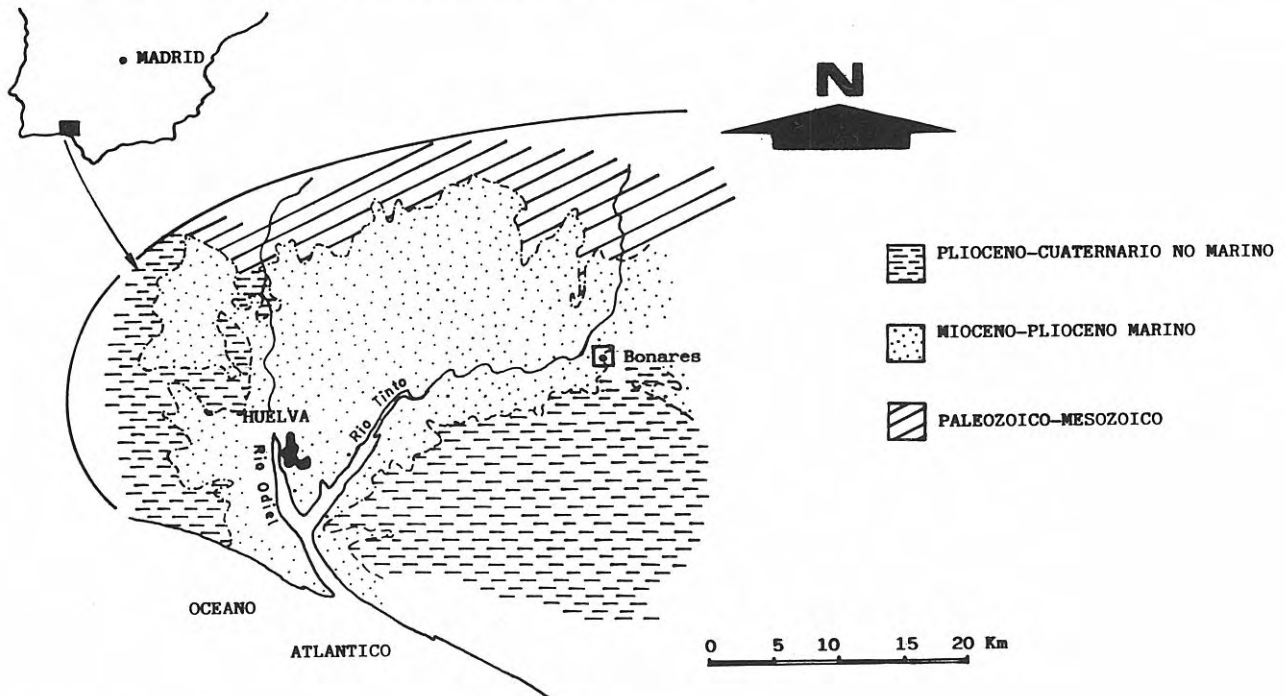 MADRID
N
PLIOCENO-CUATERNARIO NO MARINO
MIOCENO-PLIOCENO MARINO
PALEOZOICO-MESOZOICO
Bonares
Rio Tinto
HUELVA
Rio Odiel
OCEANO
ATLANTICO
0 5 10 15 20 Km